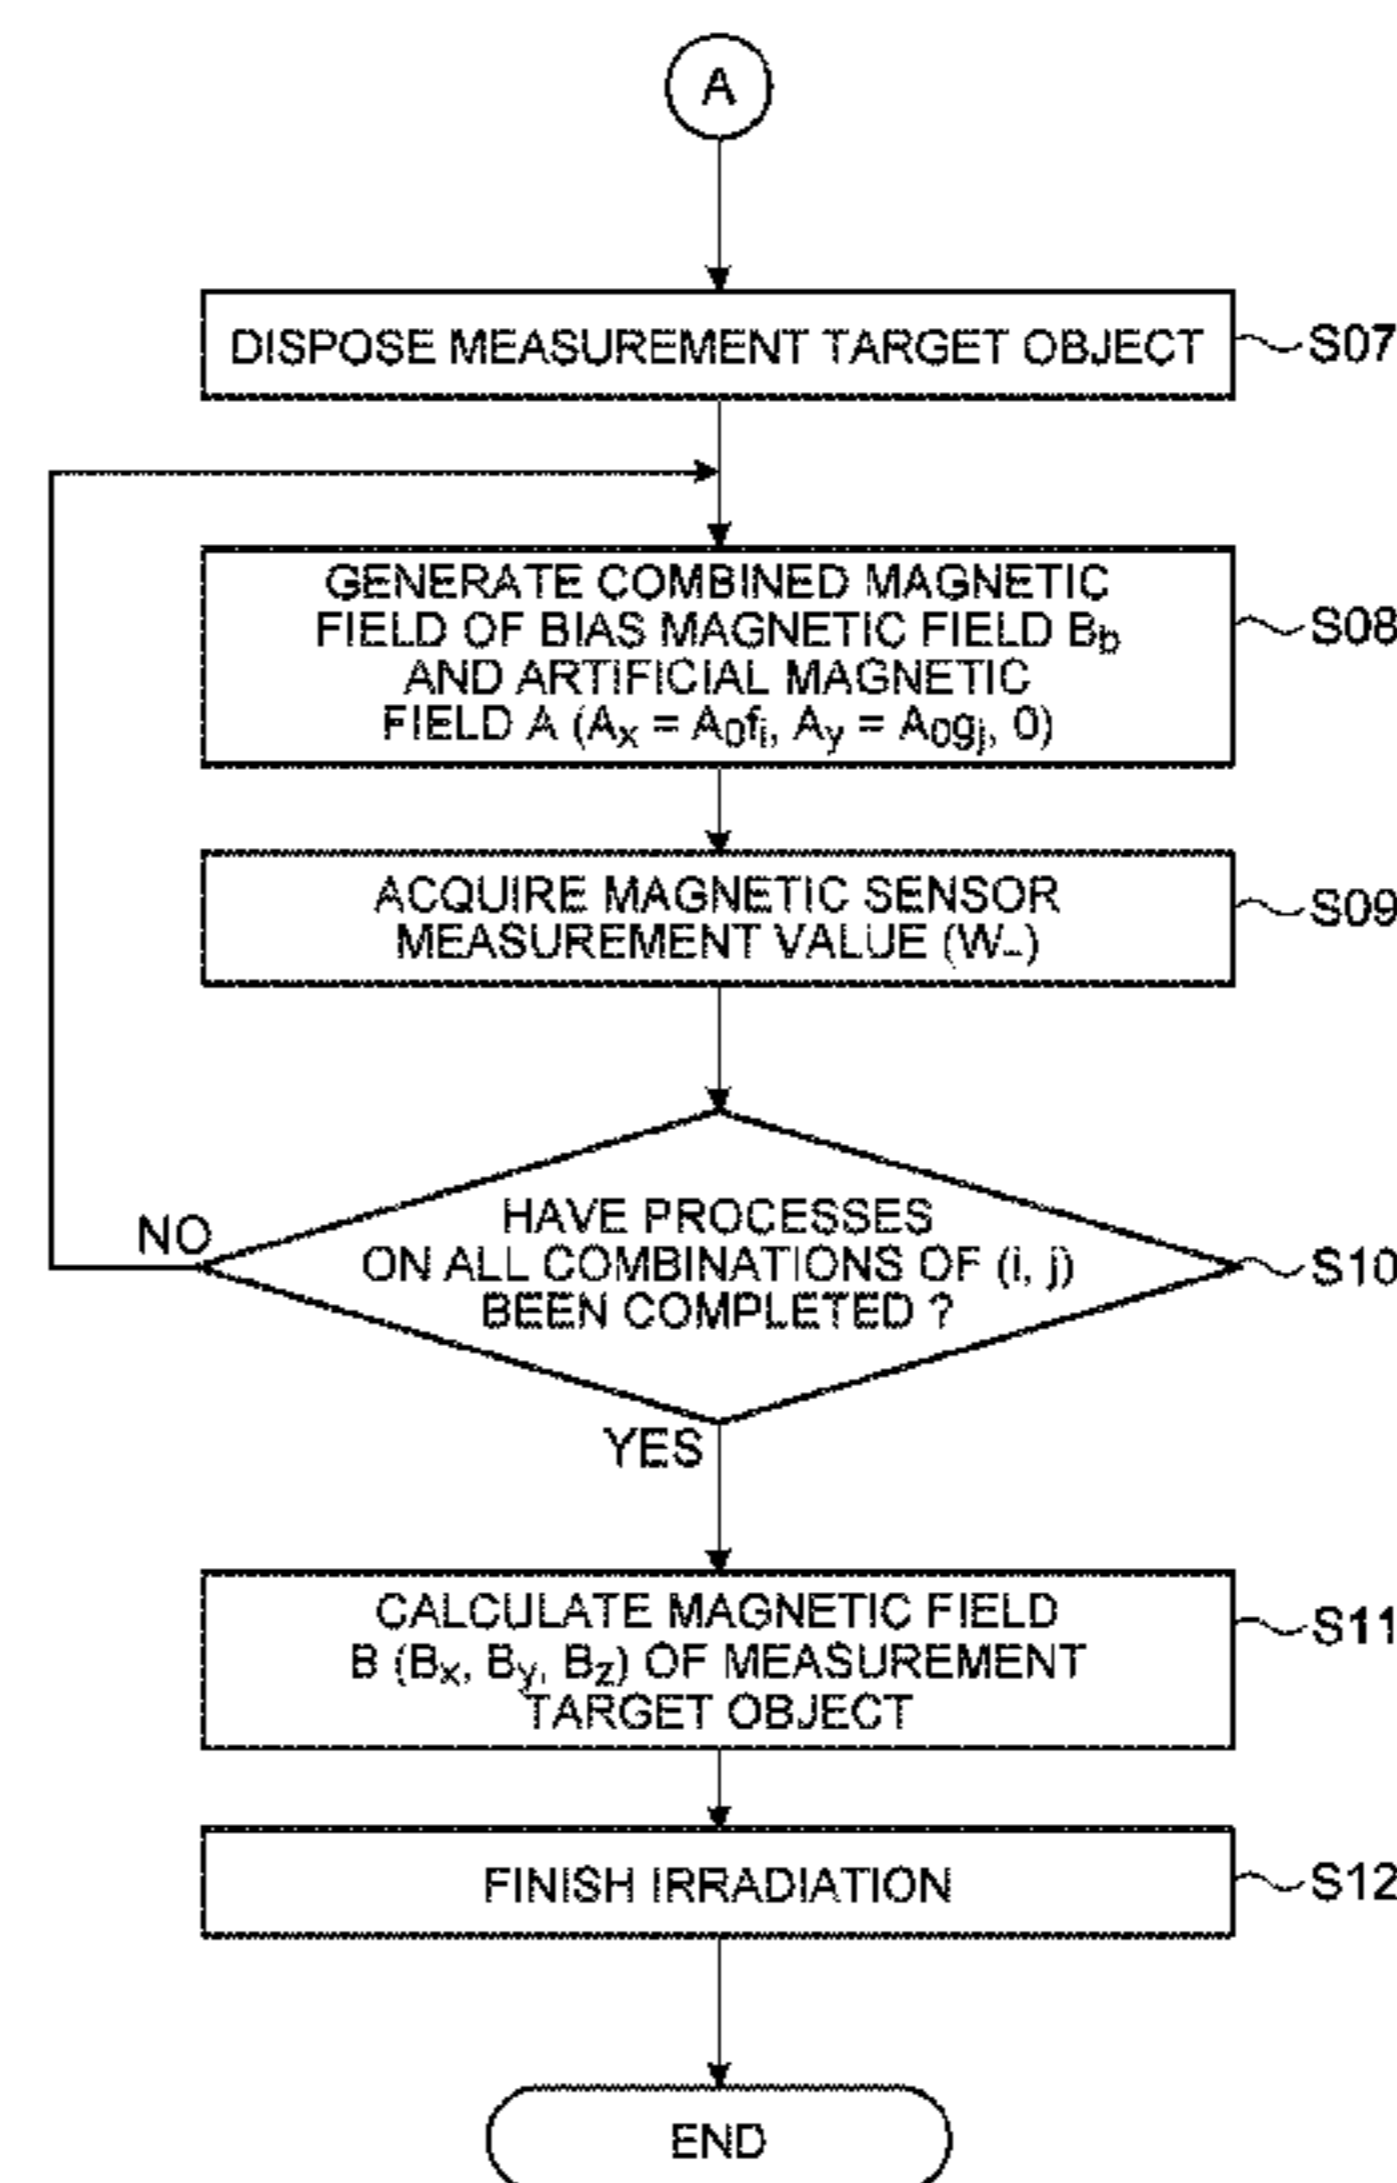 A
DISPOSE MEASUREMENT TARGET OBJECT
S07
GENERATE COMBINED MAGNETIC
FIELD OF BIAS MAGNETIC FIELD Bb
AND ARTIFICIAL MAGNETIC
FIELD A (Ax = A0fi, Ay = A0gj, 0)
S08
ACQUIRE MAGNETIC SENSOR
MEASUREMENT VALUE (W-)
S09
HAVE PROCESSES
ON ALL COMBINATIONS OF (i, j)
BEEN COMPLETED ?
S10
NO
YES
CALCULATE MAGNETIC FIELD
B (Bx, By, Bz) OF MEASUREMENT
TARGET OBJECT
S11
FINISH IRRADIATION
S12
END